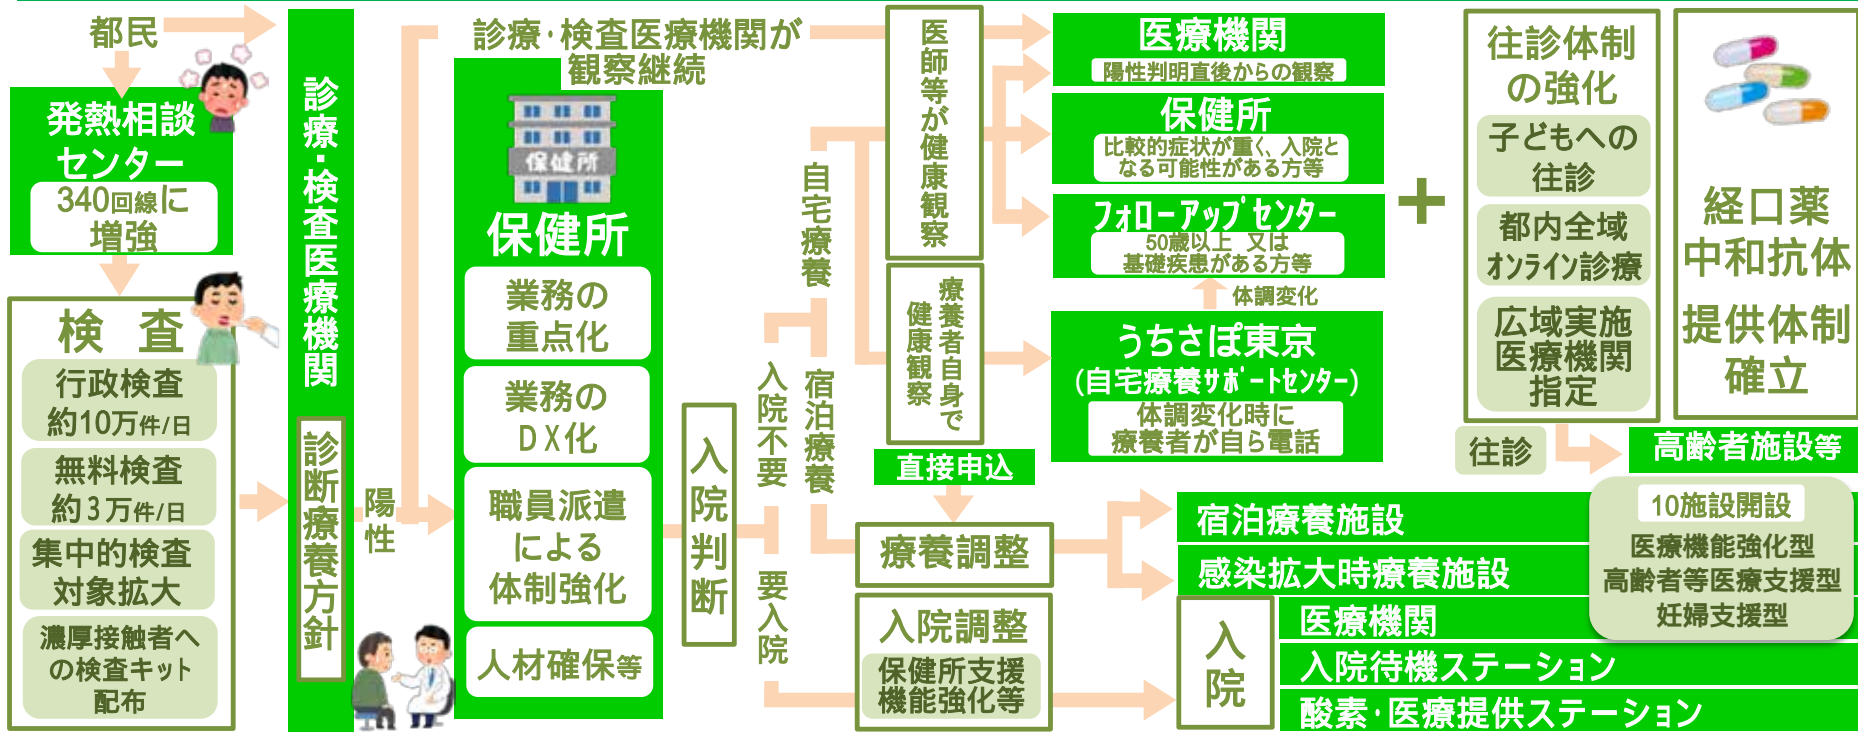 都民
発熱相談
センター
340回線に
増強
検　査
行政検査
約10万件/日
無料検査
約３万件/日
集中的検査
対象拡大
濃厚接触者へ
の検査キット
配布
診療・検査医療機関
診断療養方針
陽性
診療・検査医療機関が
観察継続
保健所
保健所
業務の
重点化
業務の
ＤＸ化
職員派遣
による
体制強化
人材確保等
入院判断
入院不要
要入院
自宅療養
宿泊療養
医師等が健康観察
療養者自身で
健康観察
直接申込
療養調整
入院調整
保健所支援
機能強化等
医療機関
陽性判明直後からの観察
保健所
比較的症状が重く、入院と
なる可能性がある方等
フォローアップセンター
50歳以上 又は
基礎疾患がある方等
体調変化
うちさぽ東京
(自宅療養サポートセンター)
体調変化時に
療養者が自ら電話
＋
往診体制
の強化
子どもへの
往診
都内全域
オンライン診療
広域実施
医療機関
指定
経口薬
中和抗体
提供体制
確立
往診
高齢者施設等
宿泊療養施設
感染拡大時療養施設
10施設開設
医療機能強化型
高齢者等医療支援型
妊婦支援型
入院
医療機関
入院待機ステーション
酸素・医療提供ステーション